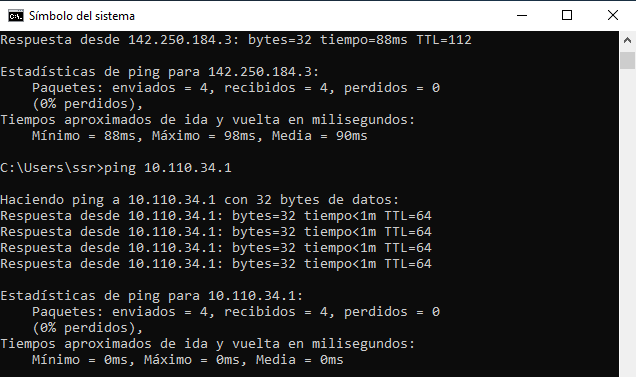 Símbolo del sistema
Respuesta desde 142.250.184.3: bytes=32 tiempo=88ms TTL=112
Estadísticas de ping para 142.250.184.3:
Paquetes: enviados = 4, recibidos = 4, perdidos = 0
(0% perdidos),
Tiempos aproximados de ida y vuelta en milisegundos:
Mínimo = 88ms, Máximo = 98ms, Media = 90ms
C:\Users\ssr>ping 10.110.34.1
Haciendo ping a 10.110.34.1 con 32 bytes de datos:
Respuesta desde 10.110.34.1: bytes=32 tiempo<1m TTL=64
Respuesta desde 10.110.34.1: bytes=32 tiempo<1m TTL=64
Respuesta desde 10.110.34.1: bytes=32 tiempo<1m TTL=64
Respuesta desde 10.110.34.1: bytes=32 tiempo<1m TTL=64
Estadísticas de ping para 10.110.34.1:
Paquetes: enviados = 4, recibidos = 4, perdidos = 0
(0% perdidos),
Tiempos aproximados de ida y vuelta en milisegundos:
Mínimo = 0ms, Máximo = 0ms, Media = 0ms